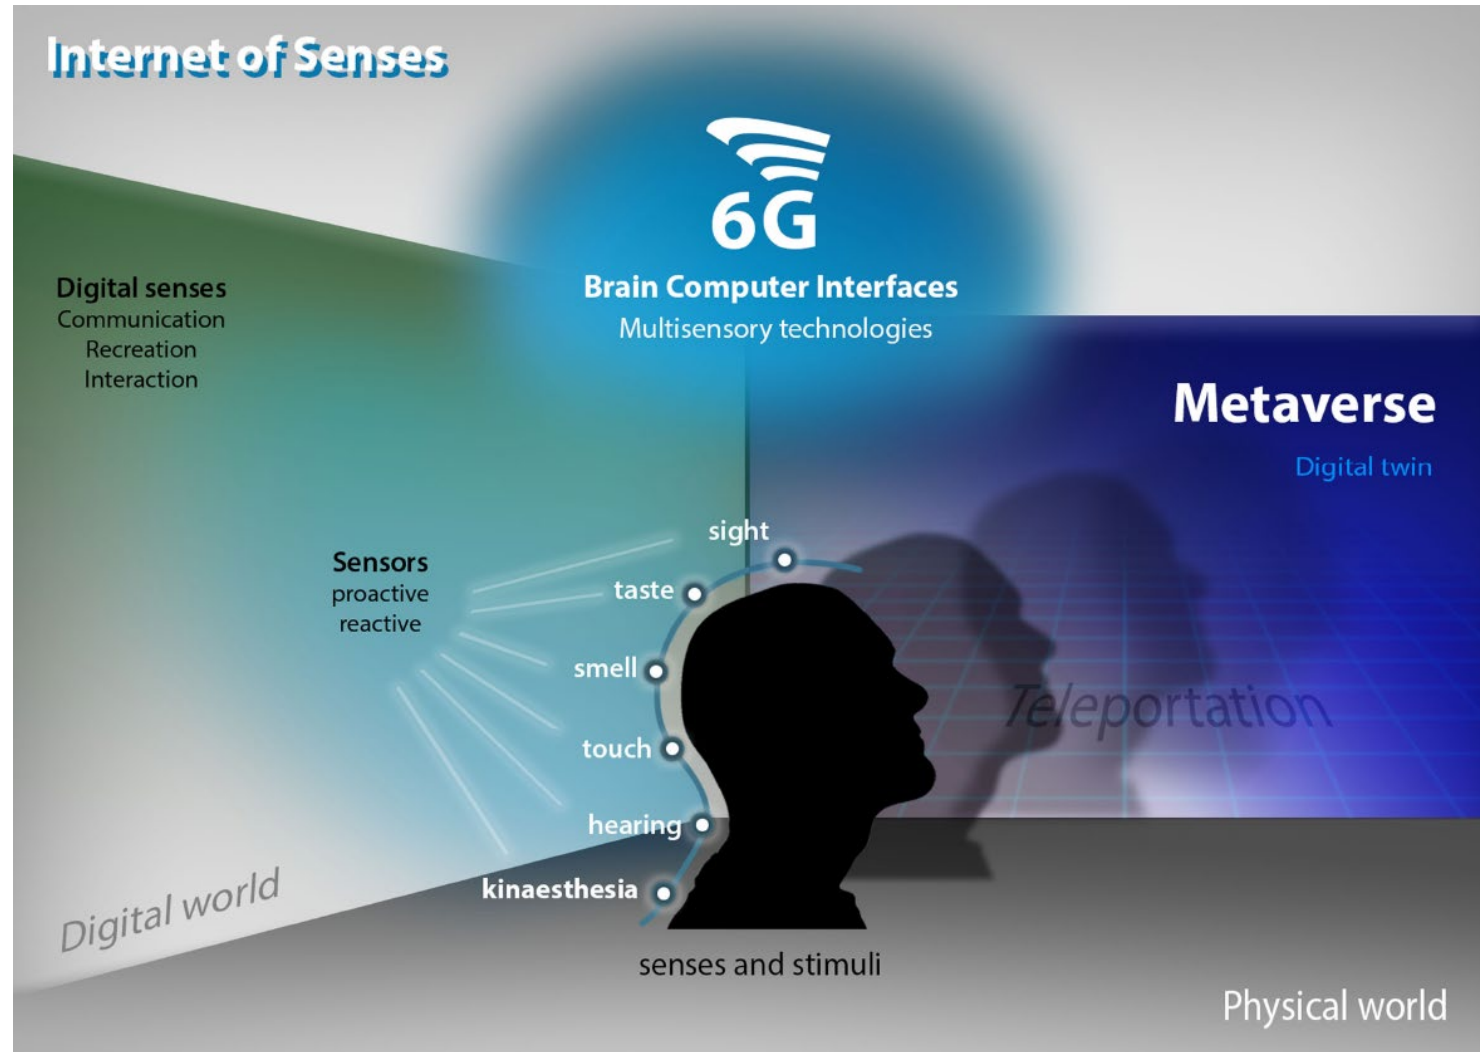 Internet of Senses
6G
Brain Computer Interfaces
Multisensory technologies
Digital senses
Communication
Recreation
Interaction
Metaverse
Digital twin
Sensors
proactive
reactive
sight
taste
smell
touch
hearing
kinaesthesia
Teleportation
Digital world
senses and stimuli
Physical world